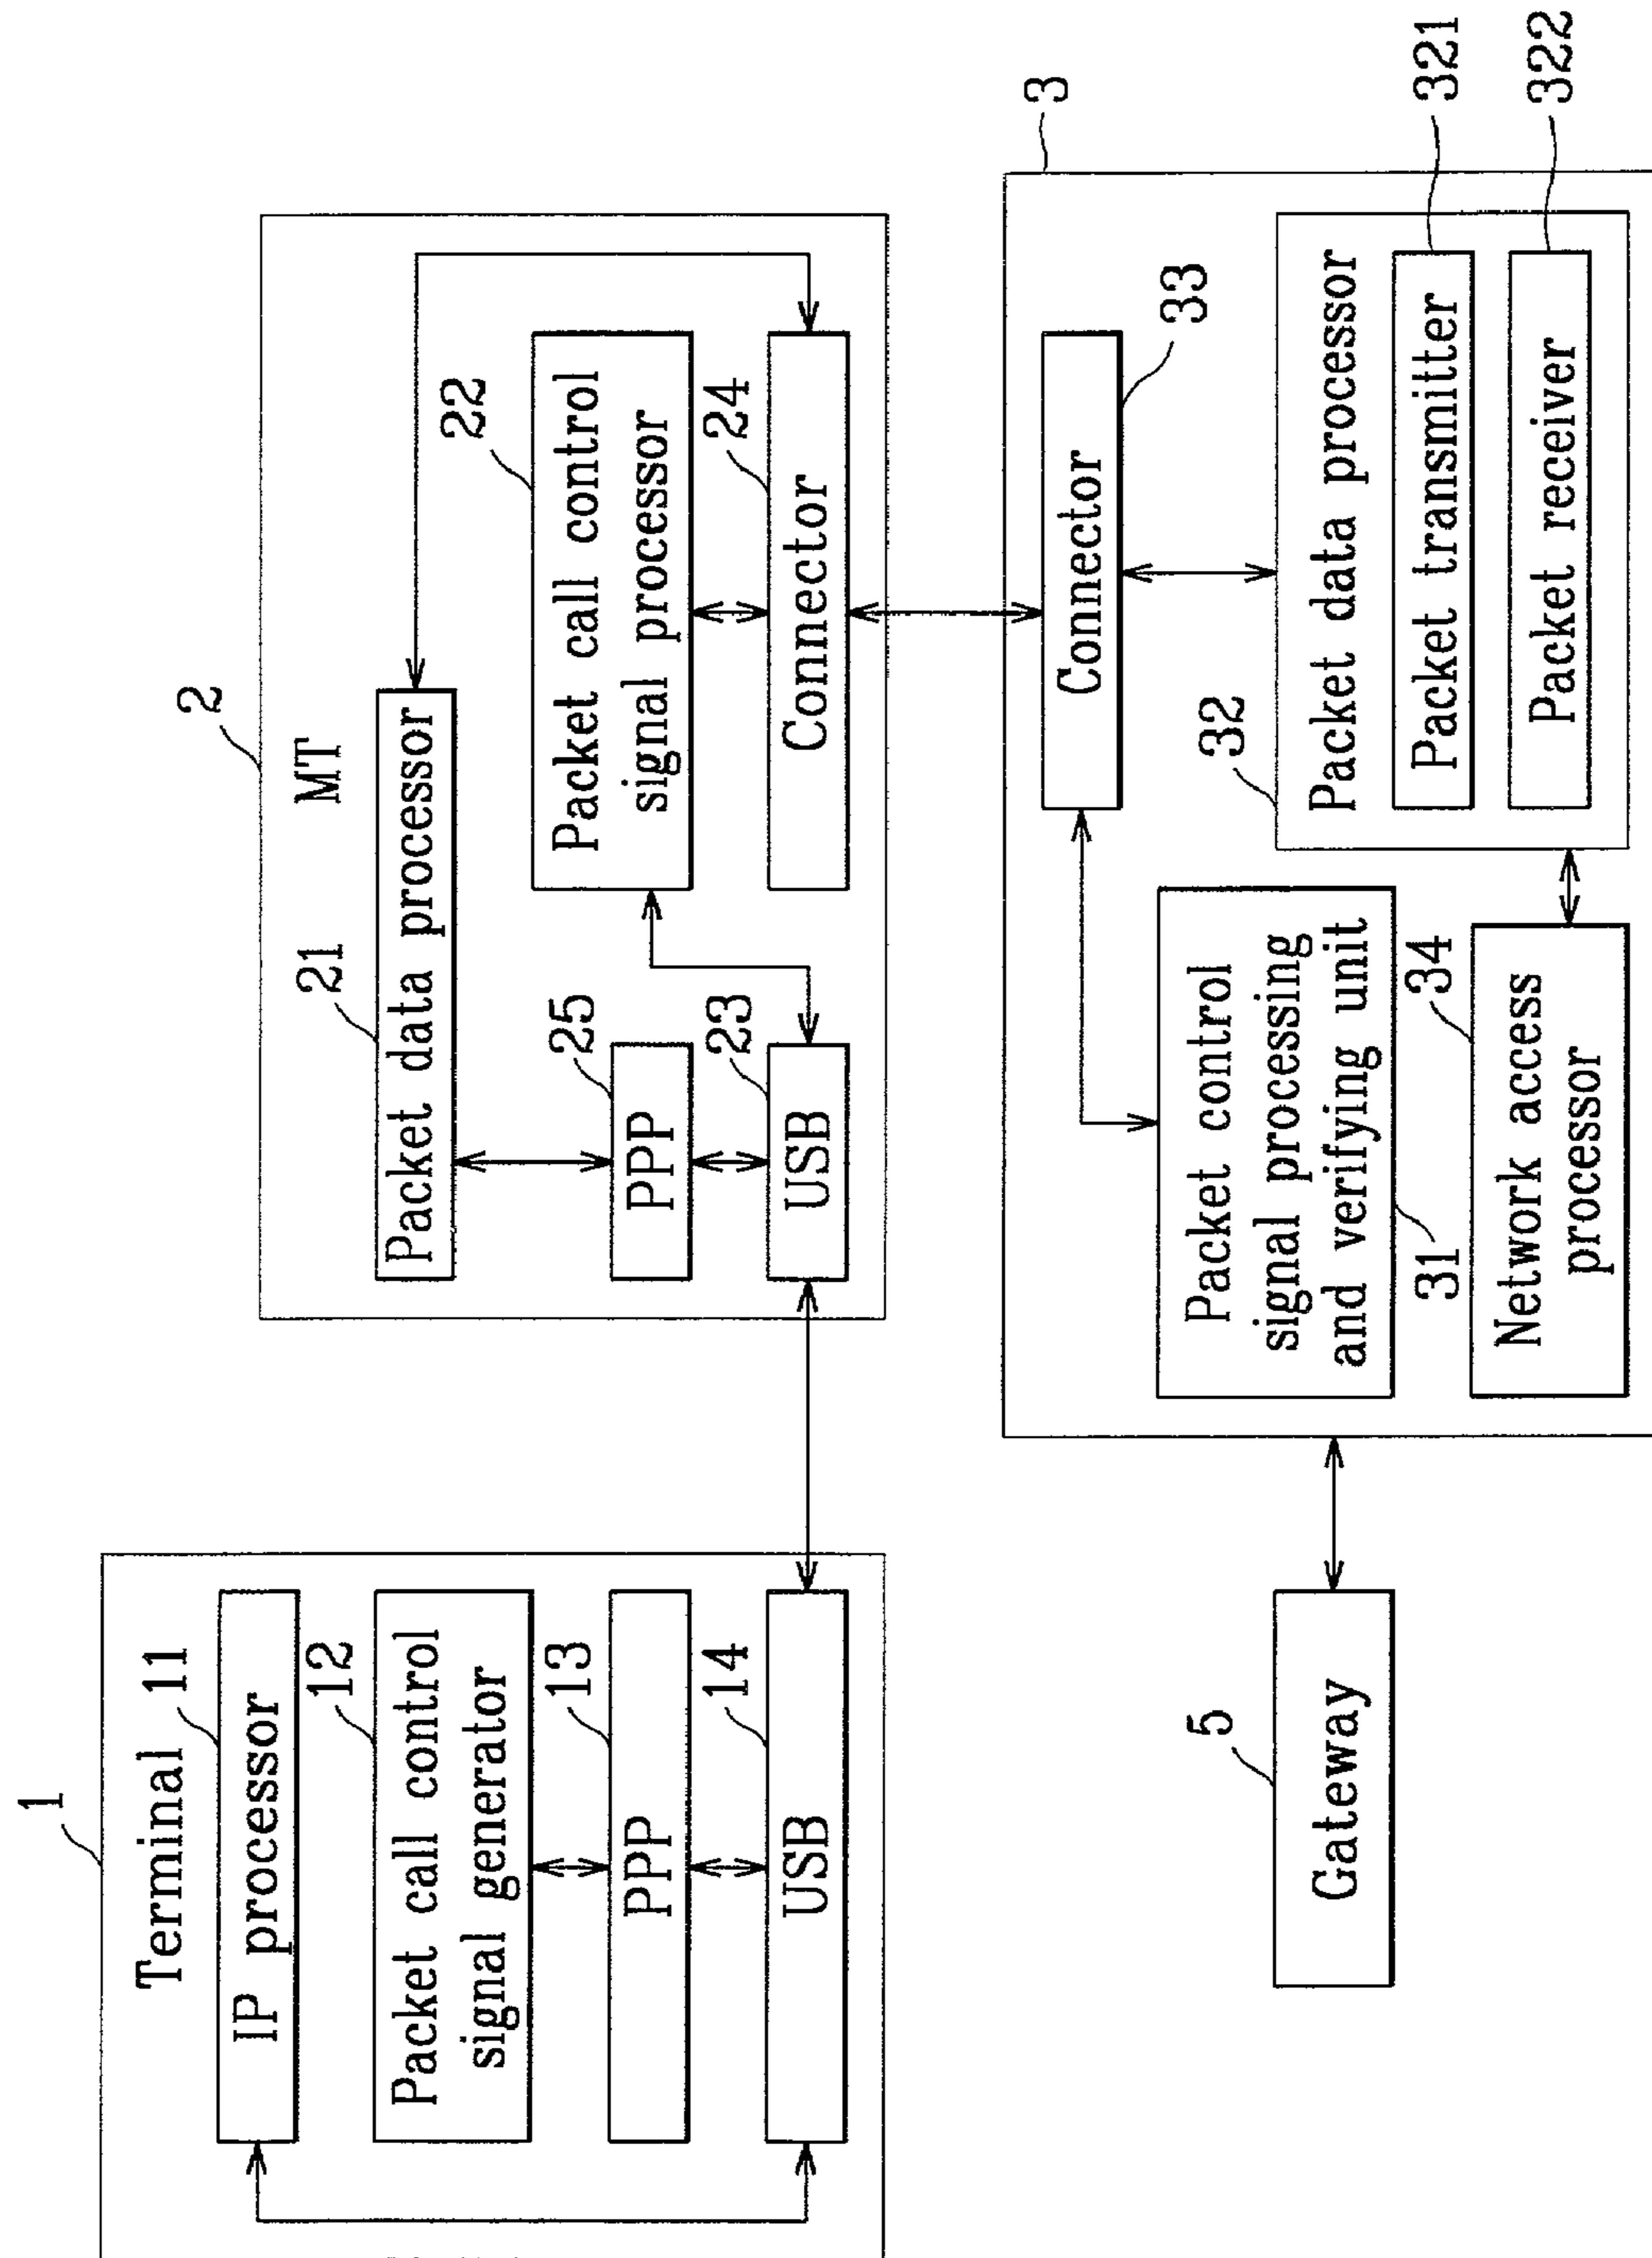 1
Terminal
11
IP processor
12
Packet call control
signal generator
13
PPP
14
USB
2
MT
21
Packet data processor
22
Packet call control
signal processor
25
PPP
23
USB
24
Connector
3
Connector
33
Packet control
signal processing
and verifying unit
31
32
Packet data processor
Packet transmitter
321
Packet receiver
322
34
Network access
processor
5
Gateway